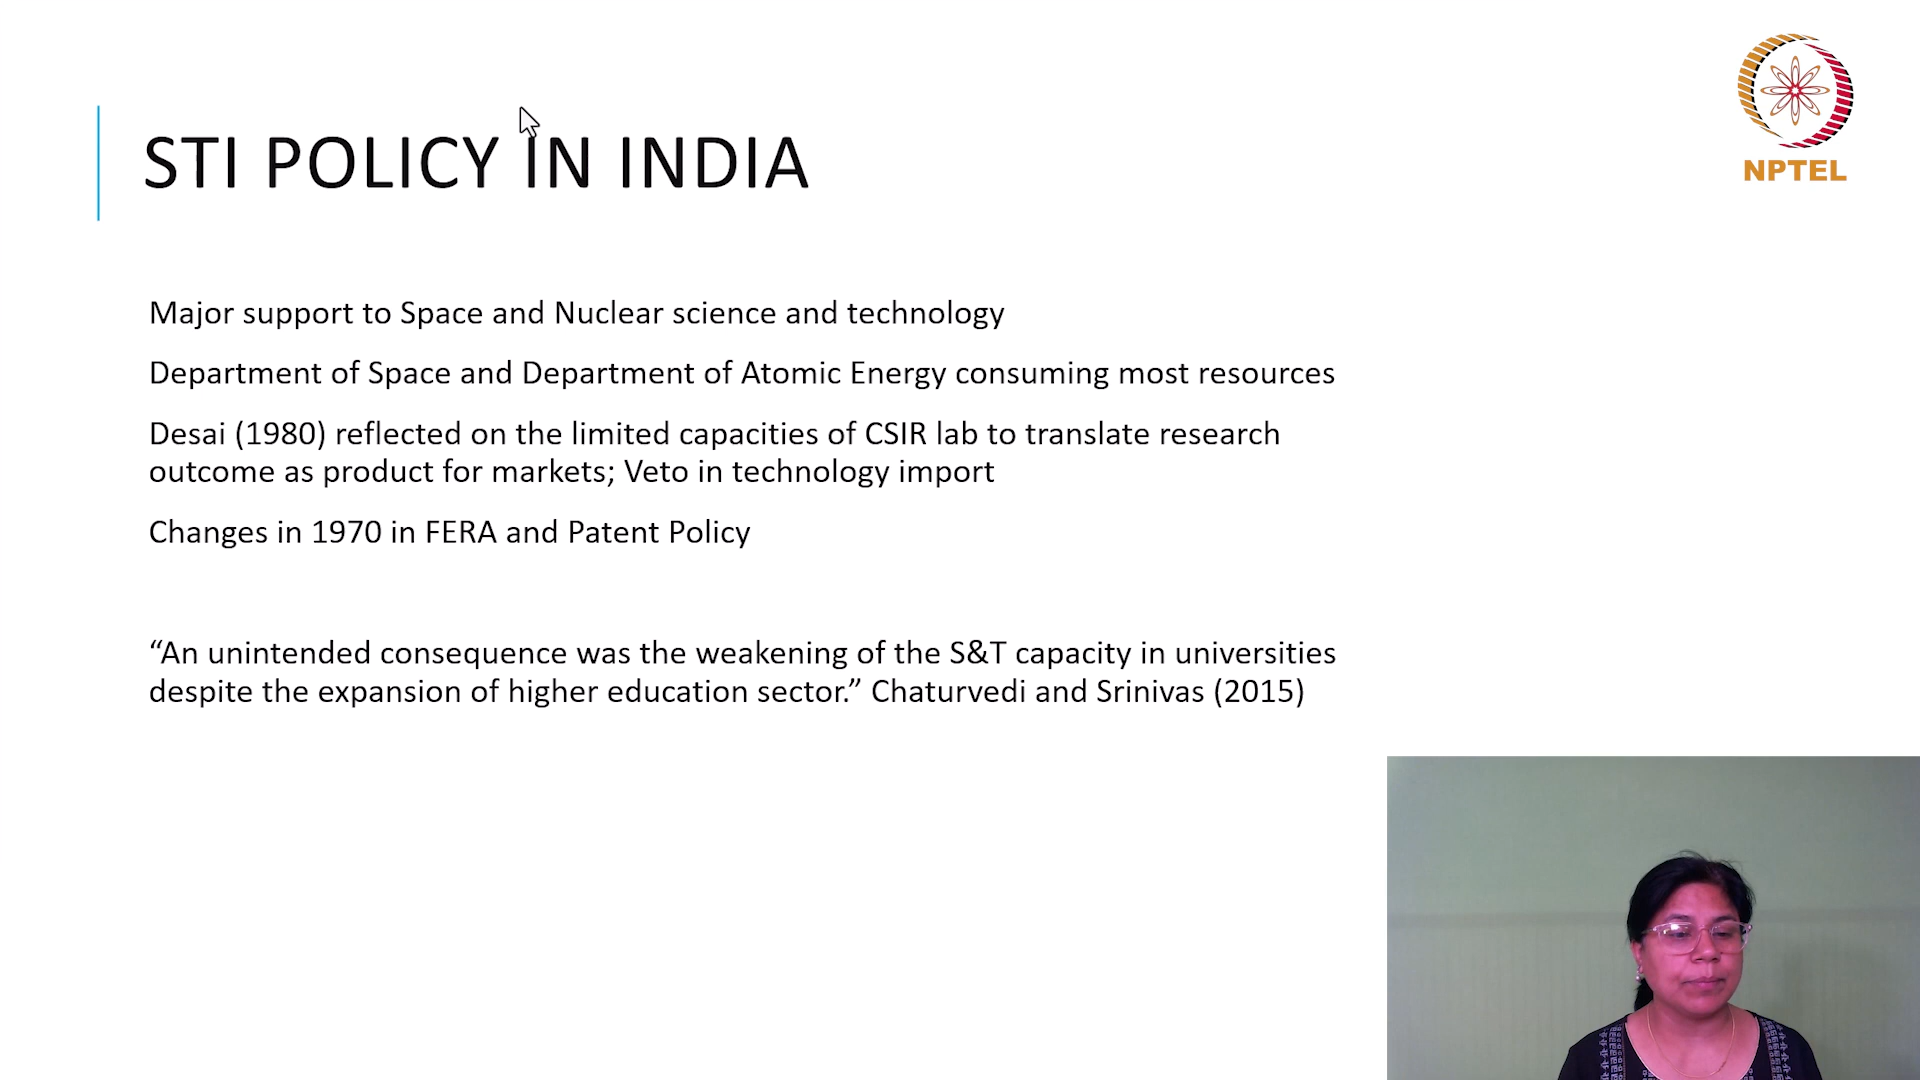 STI POLICY IN INDIA
NPTEL
Major support to Space and Nuclear science and technology
Department of Space and Department of Atomic Energy consuming most resources
Desai (1980) reflected on the limited capacities of CSIR lab to translate research
outcome as product for markets; Veto in technology import
Changes in 1970 in FERA and Patent Policy
“An unintended consequence was the weakening of the S&T capacity in universities
despite the expansion of higher education sector.” Chaturvedi and Srinivas (2015)